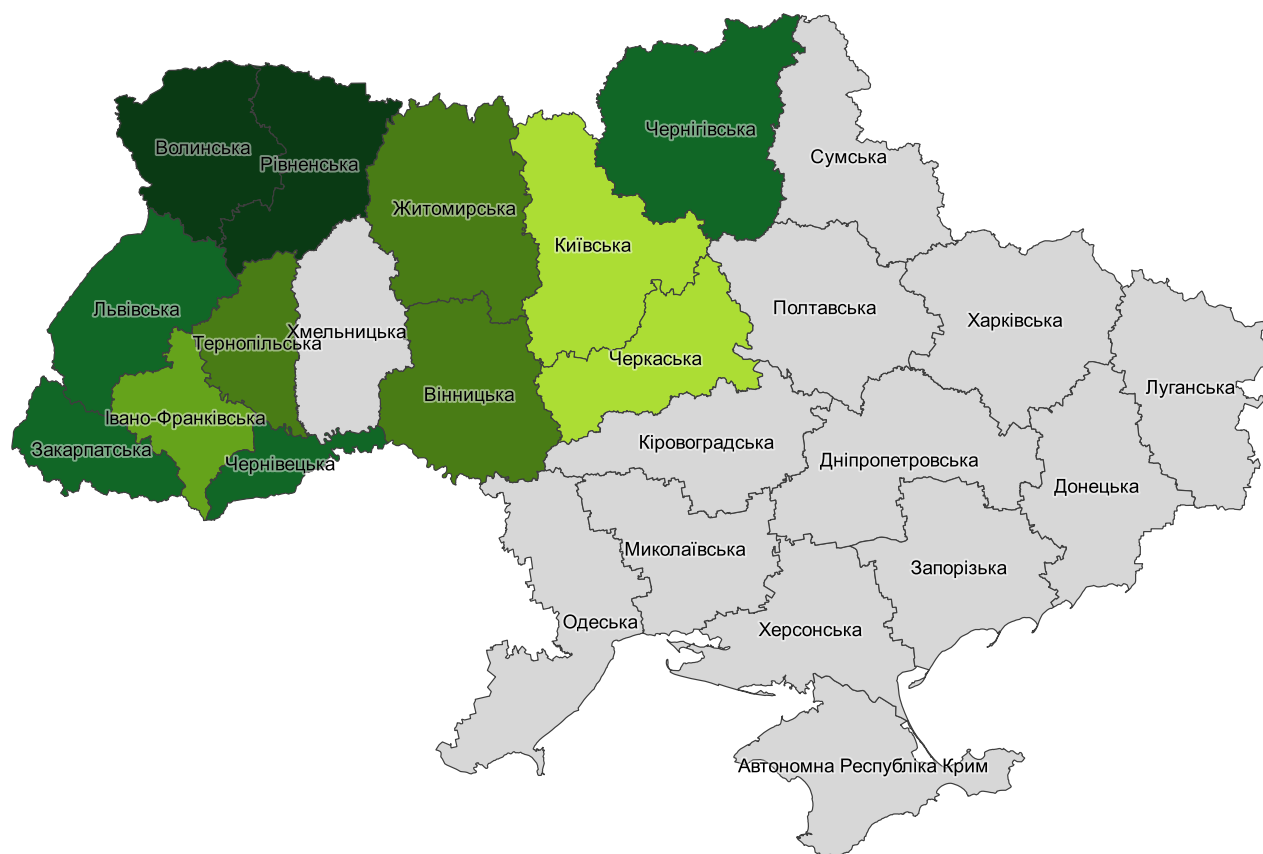 Чернігівська
Волинська
Рівненська
Сумська
Житомирська
Київська
Львівська
Тернопільська
Хмельницька
Полтавська
Харківська
Черкаська
Луганська
Вінницька
Івано-Франківська
Закарпатська
Чернівецька
Кіровоградська
Дніпропетровська
Донецька
Миколаївська
Запорізька
Одеська
Херсонська
Автономна Республіка Крим